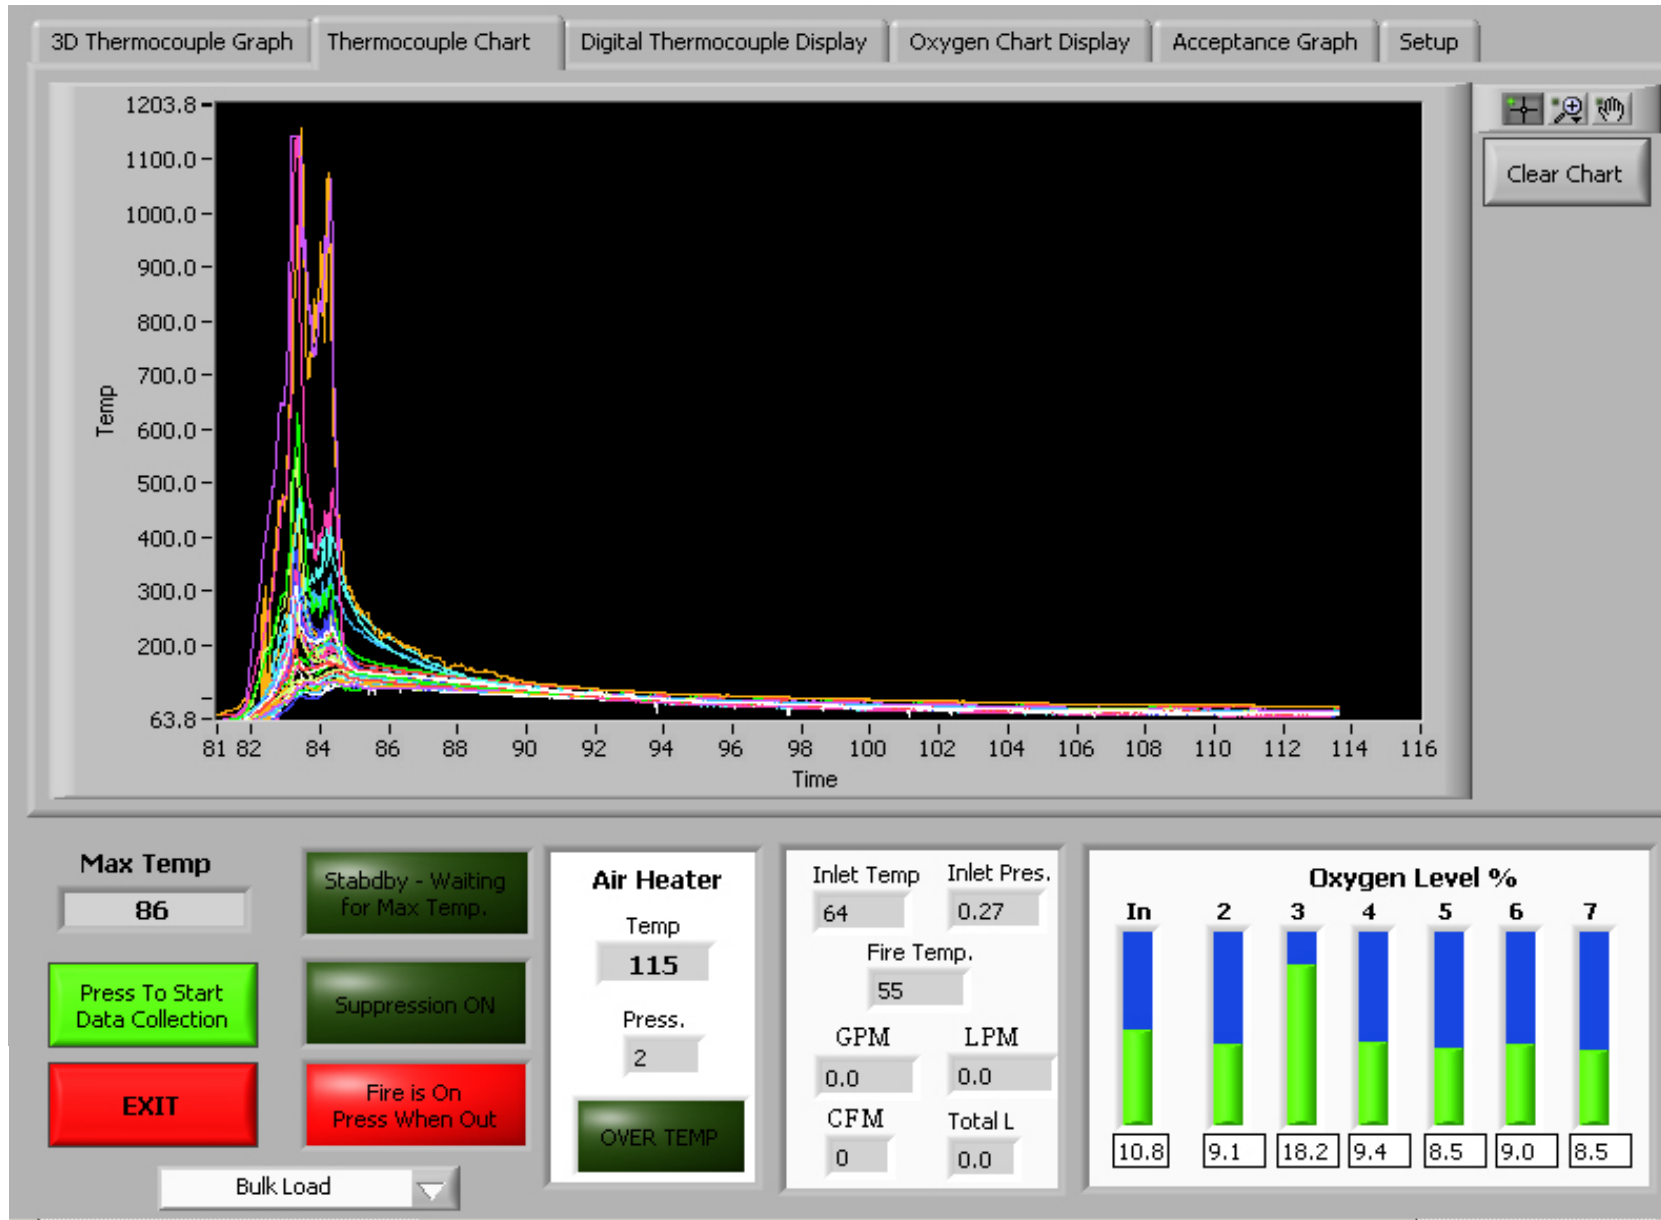 3D Thermocouple Graph
Thermocouple Chart
Digital Thermocouple Display
Oxygen Chart Display
Acceptance Graph
Setup
1203.8
1100.0
1000.0
900.0
800.0
700.0
600.0
500.0
400.0
300.0
200.0
63.8
Temp
81 82 84 86 88 90 92 94 96 98 100 102 104 106 108 110 112 114 116
Time
Clear Chart
Max Temp
86
Press To Start
Data Collection
EXIT
Stabdby - Waiting
for Max Temp.
Suppression ON
Fire is On
Press When Out
Bulk Load
Air Heater
Temp
115
Press.
2
OVER TEMP
Inlet Temp
64
Inlet Pres.
0.27
Fire Temp.
55
GPM
0.0
LPM
0.0
CFM
0
Total L
0.0
Oxygen Level %
In 2 3 4 5 6 7
10.8 9.1 18.2 9.4 8.5 9.0 8.5